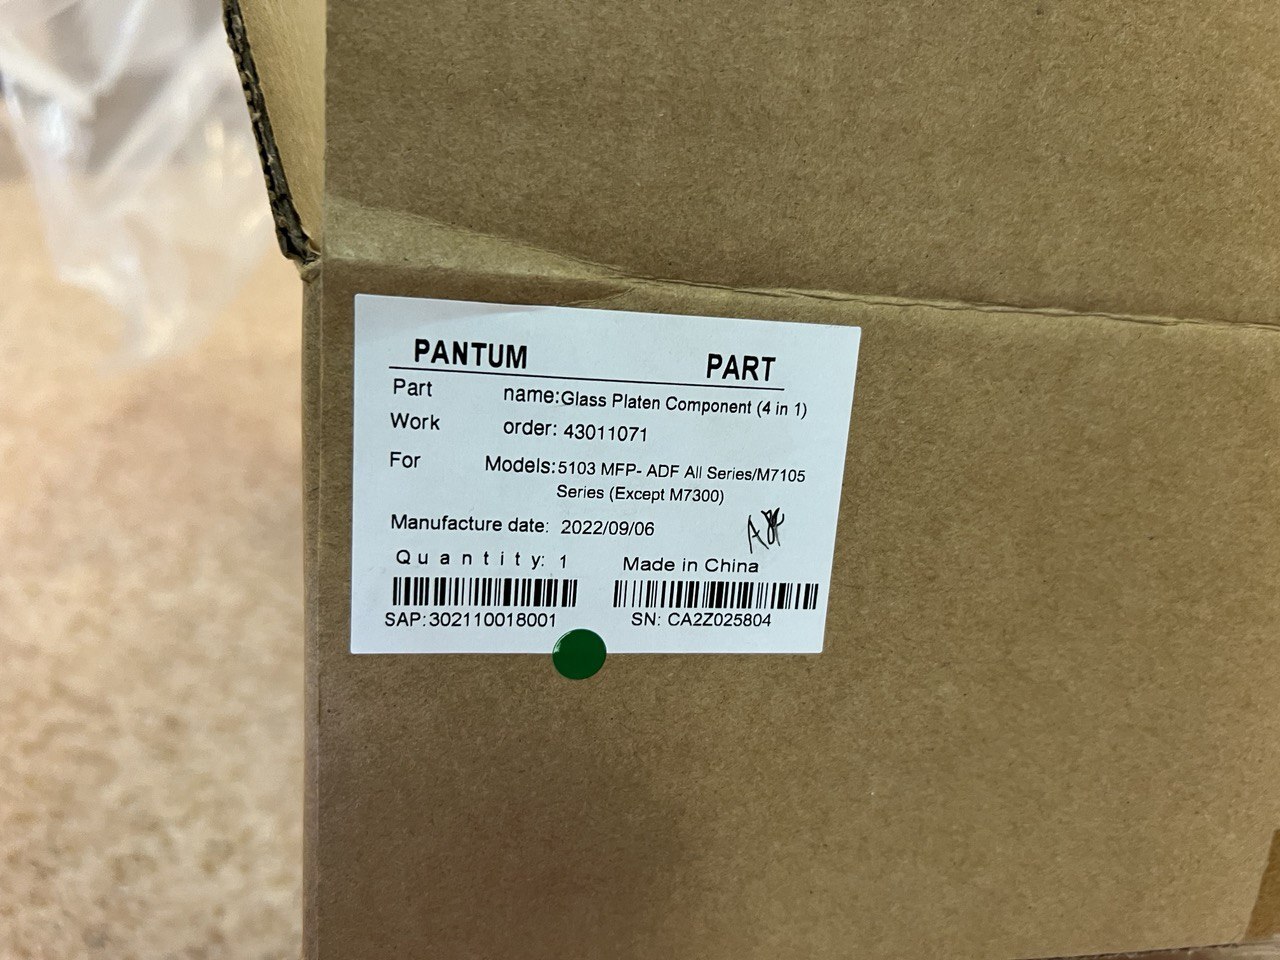 PANTUM PART
Part name:Glass Platen Component (4 in 1)
Work order: 43011071
For Models:5103 MFP- ADF All Series/M7105
Series (Except M7300)
Manufacture date: 2022/09/06
Quantity: 1 Made in China
SAP:302110018001 SN: CA2Z025804